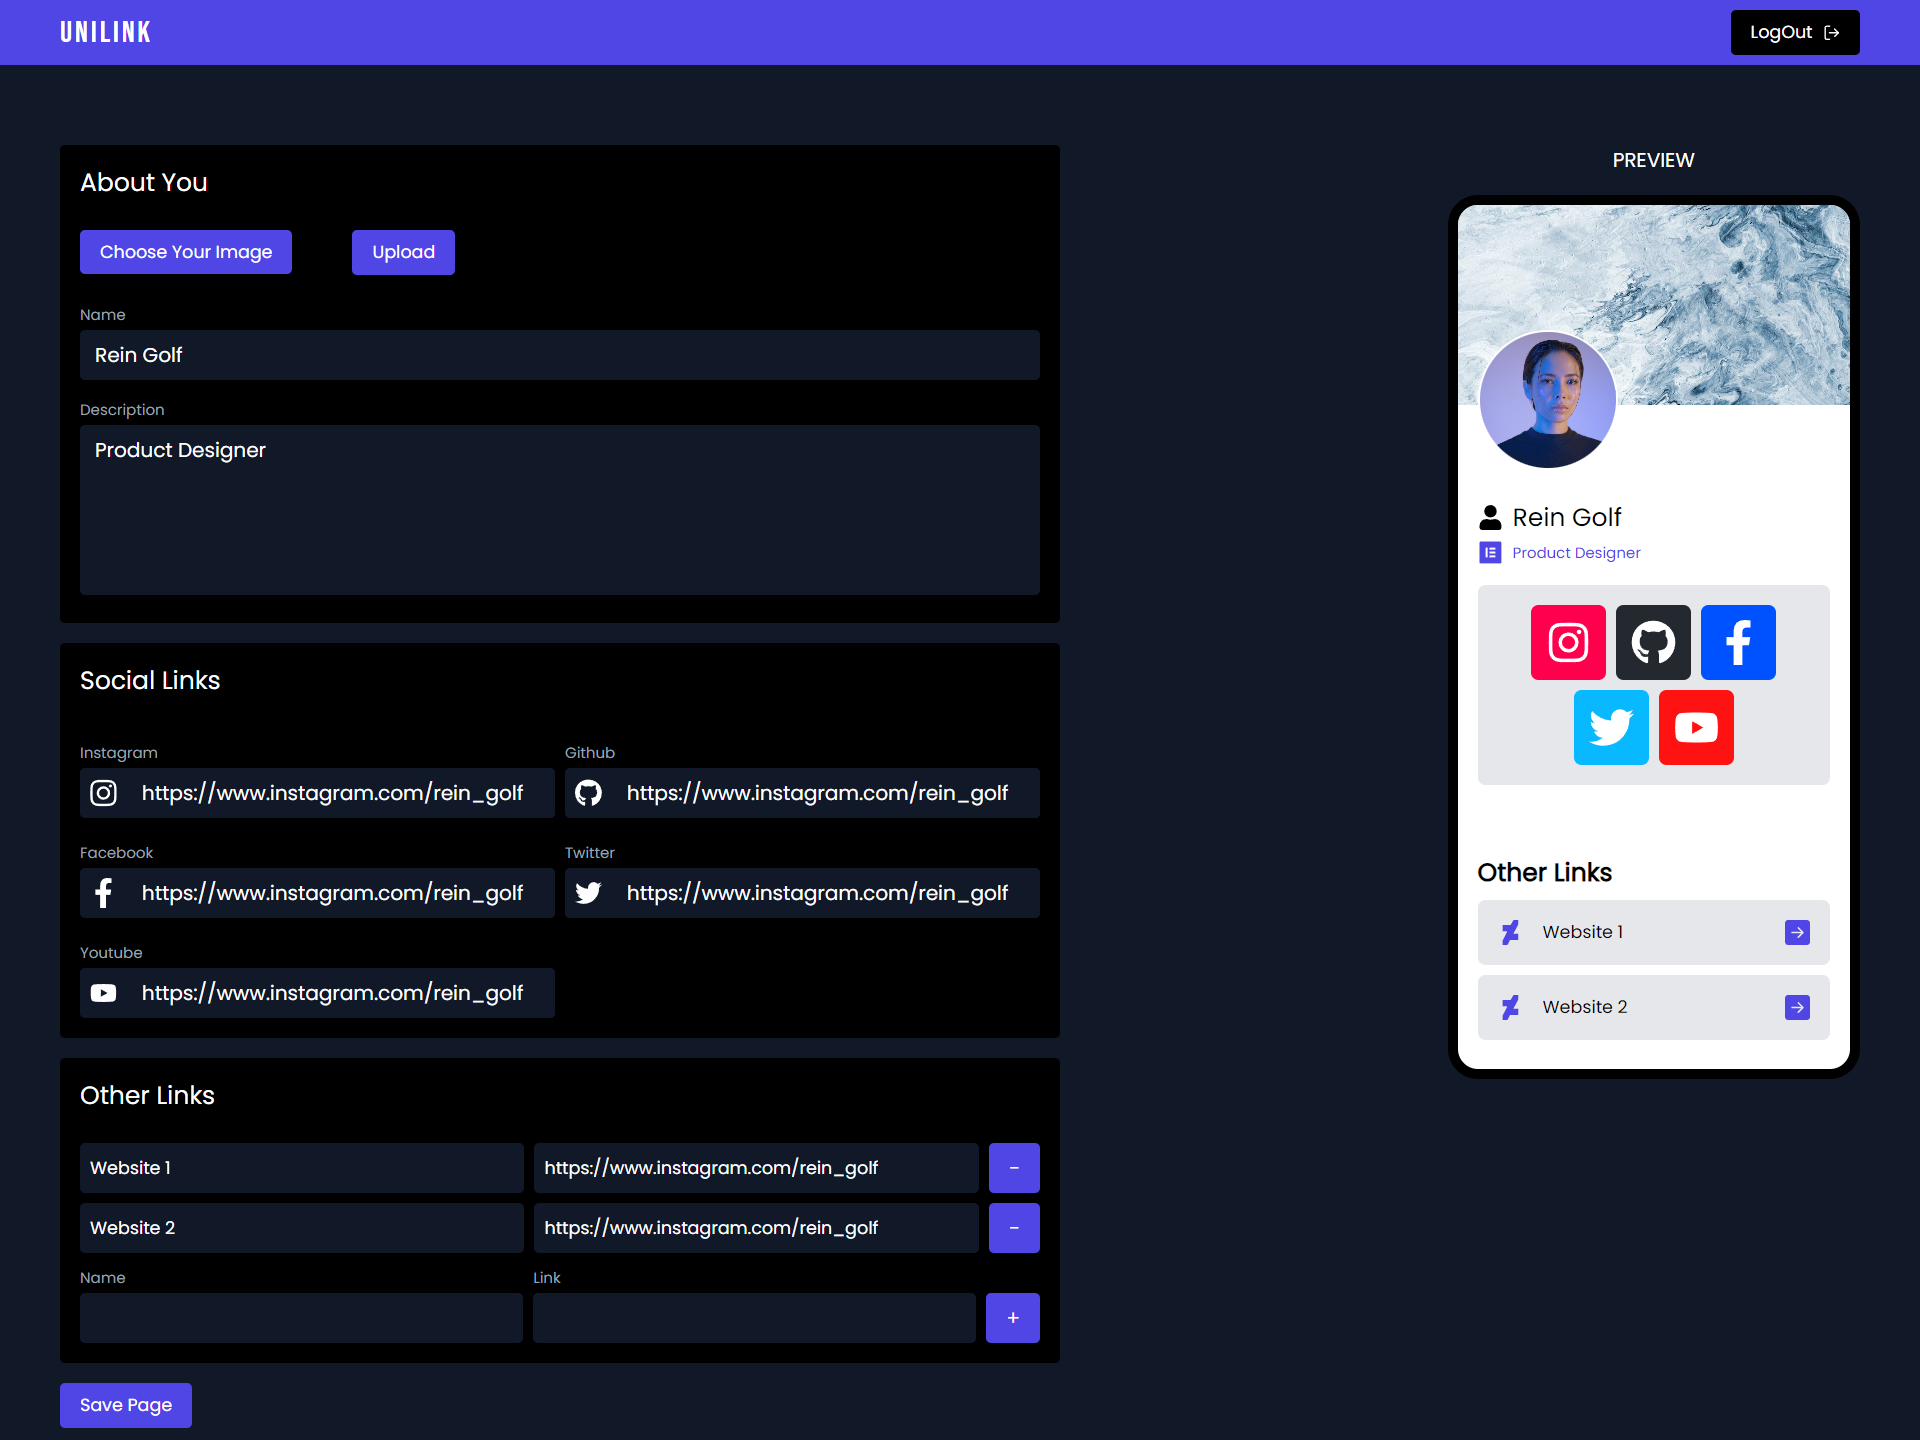 UNILINK
LogOut
About You
Choose Your Image
Upload
Name
Rein Golf
Description
Product Designer
Social Links
Instagram
Github
https://www.instagram.com/rein_golf
https://www.instagram.com/rein_golf
Facebook
Twitter
https://www.instagram.com/rein_golf
https://www.instagram.com/rein_golf
Youtube
https://www.instagram.com/rein_golf
Other Links
Website 1
https://www.instagram.com/rein_golf
-
Website 2
https://www.instagram.com/rein_golf
-
Name
Link
+
Save Page
PREVIEW
Rein Golf
Product Designer
Other Links
Website 1
Website 2